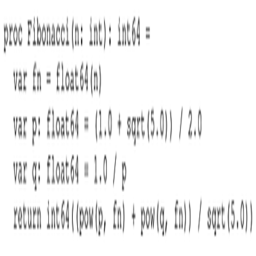 proc Fibonacci(n: int): int64 =
var fn = float64(n)
var p: float64 = (1.0 + sqrt(5.0)) / 2.0
var q: float64 = 1.0 / p
return int64((pow(p, fn) + pow(q, fn)) / sqrt(5.0))